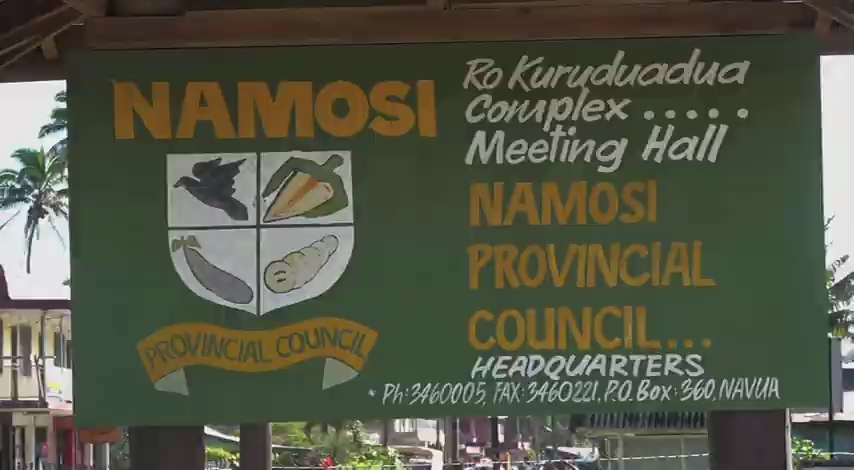 NAMOSI
PROVINCIAL COUNCIL
Ro Kuruduadua
Complex .....
Meeting Hall
NAMOSI
PROVINCIAL
COUNCIL...
HEADQUARTERS
Ph:3460005, FAX:3460221. P.O. Box:360, NAVUA